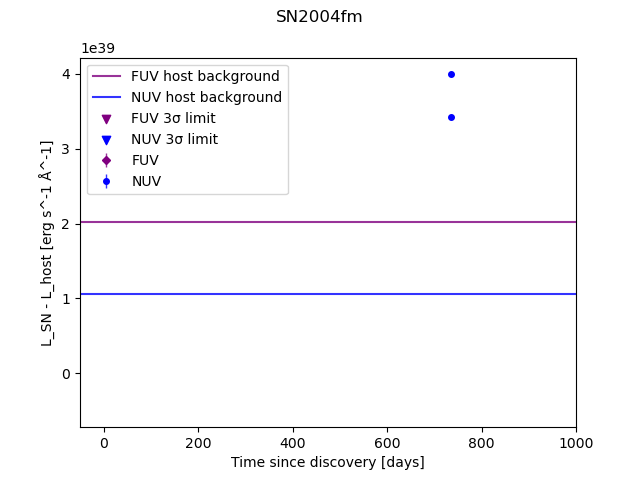 SN2004fm
1e39
FUV host background
NUV host background
FUV 3σ limit
NUV 3σ limit
FUV
NUV
4
3
2
1
0
L_SN - L_host [erg s^-1 Å^-1]
0 200 400 600 800 1000
Time since discovery [days]